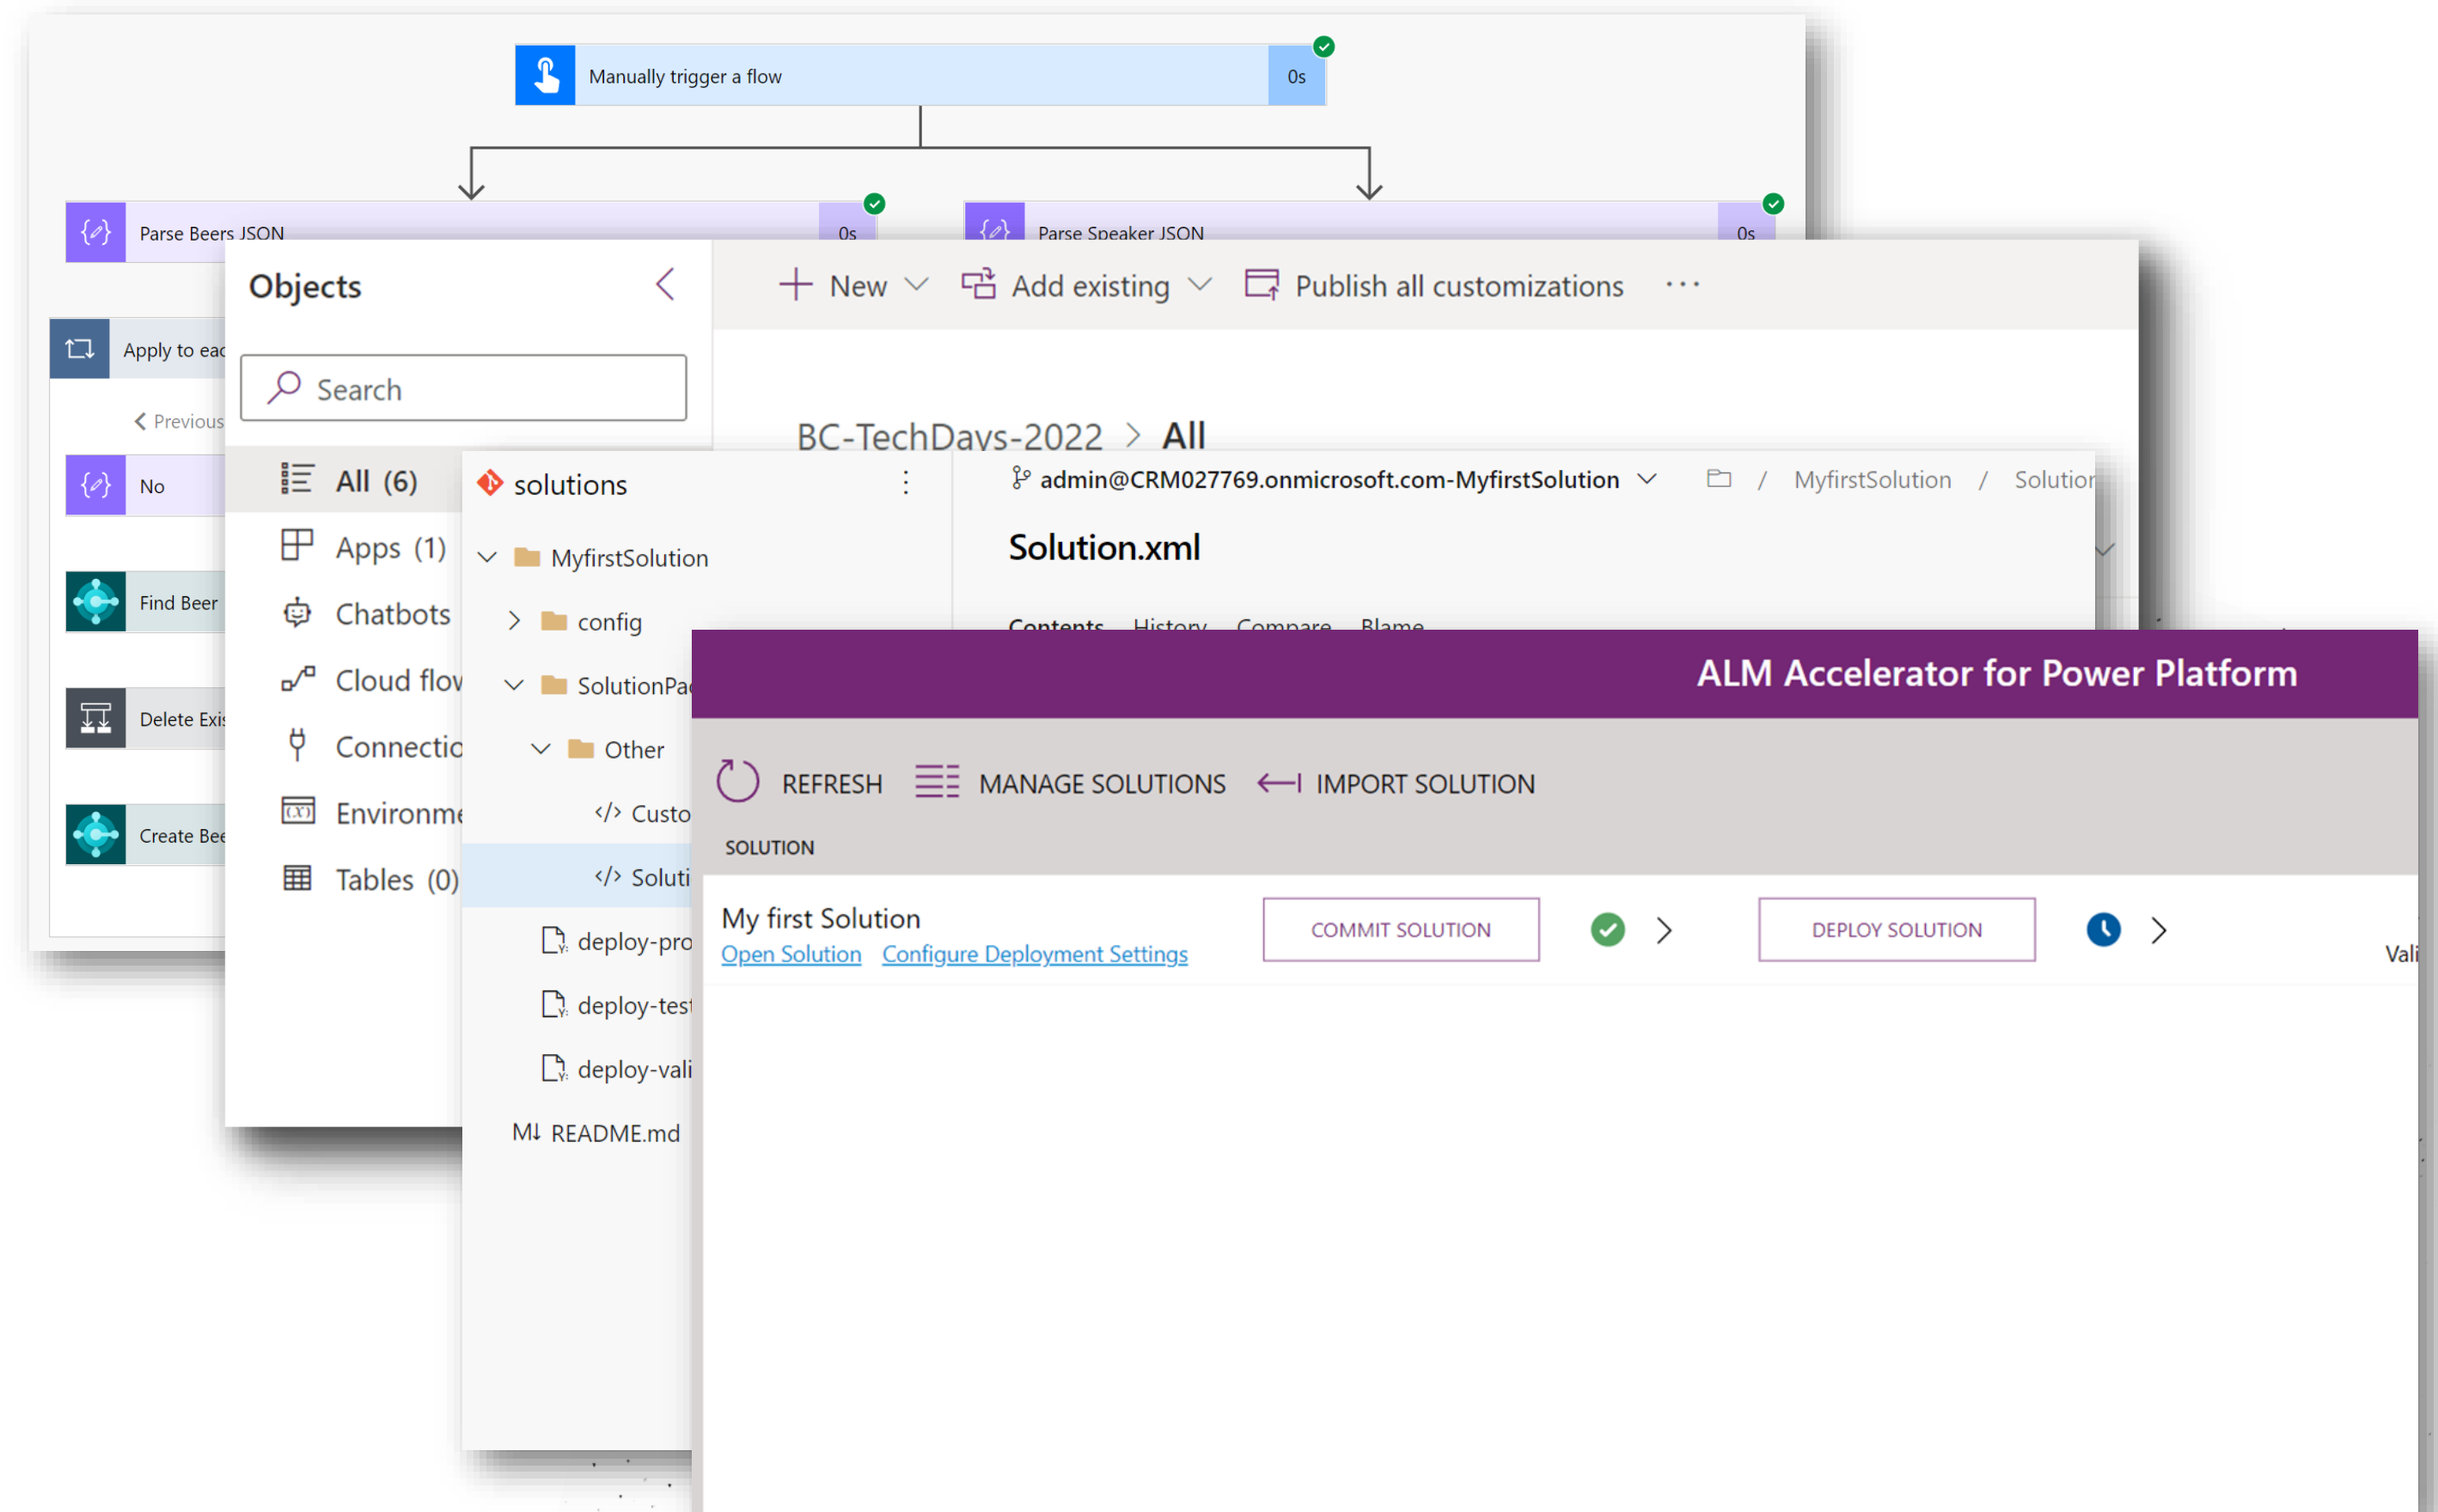 Manually trigger a flow 0s
Parse Beers JSON 0s
Parse Speaker JSON 0s
Apply to eac
Previous
No
Find Beer
Delete Exis
Create Bee
Objects
Search
All (6)
Apps (1)
Chatbots
Cloud flow
Connectio
Environme
Tables (0)
New Add existing Publish all customizations ...
BC-TechDays-2022 > All
solutions
MyfirstSolution
config
SolutionPac
Other
</> Custo
</> Soluti
deploy-pro
deploy-test
deploy-vali
M↓ README.md
admin@CRM027769.onmicrosoft.com-MyfirstSolution / MyfirstSolution / Solution
Solution.xml
Contents History Compare Blame
ALM Accelerator for Power Platform
REFRESH MANAGE SOLUTIONS IMPORT SOLUTION
SOLUTION
My first Solution
Open Solution Configure Deployment Settings
COMMIT SOLUTION
DEPLOY SOLUTION
Vali